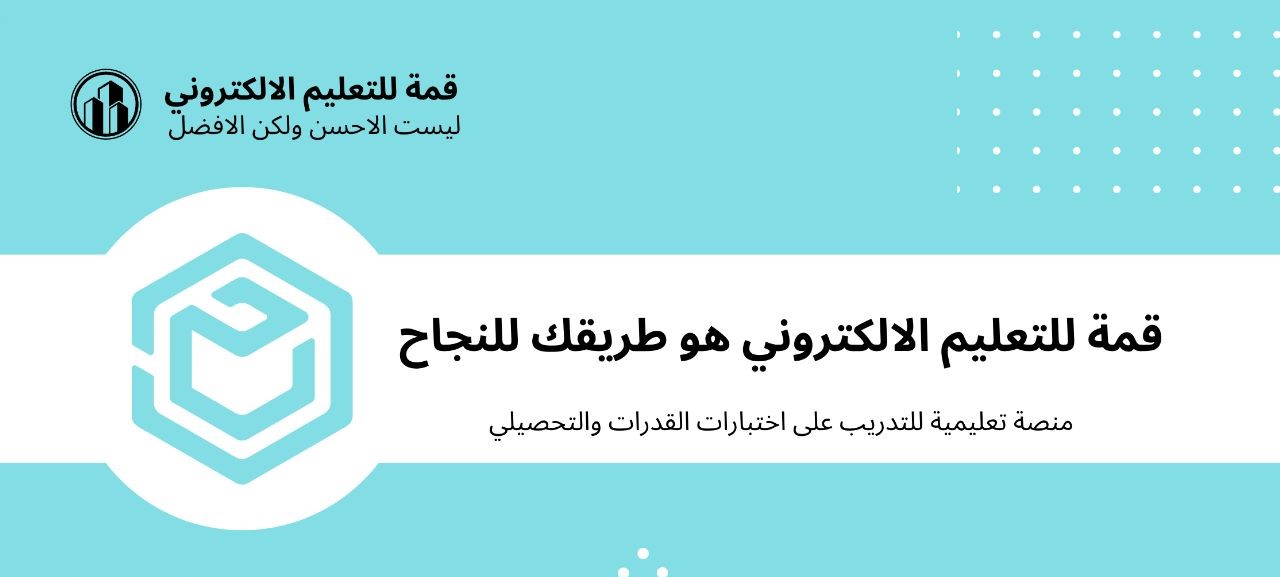 قمة للتعليم الالكتروني
ليست الاحسن ولكن الافضل
قمة للتعليم الالكتروني هو طريقك للنجاح
منصة تعليمية للتدريب على اختبارات القدرات والتحصيلي